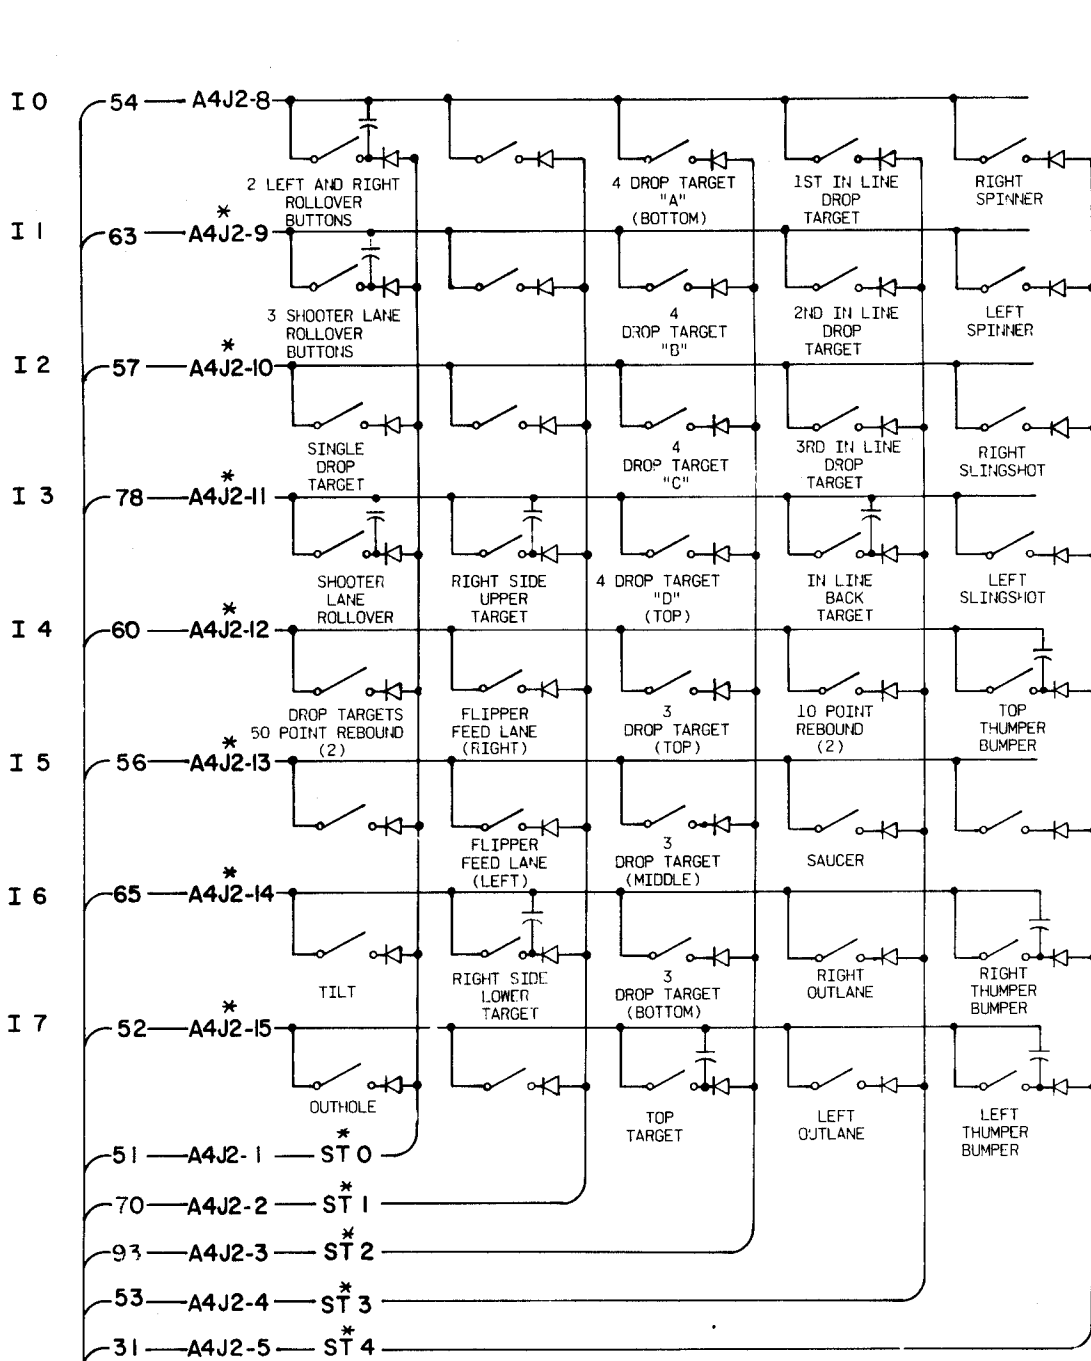 I 0 54 A4J2-8
2 LEFT AND RIGHT ROLLOVER BUTTONS
4 DROP TARGET "A" (BOTTOM)
1ST IN LINE DROP TARGET
RIGHT SPINNER
*
I 1 63 A4J2-9
3 SHOOTER LANE ROLLOVER BUTTONS
4 DROP TARGET "B"
2ND IN LINE DROP TARGET
LEFT SPINNER
*
I 2 57 A4J2-10
SINGLE DROP TARGET
4 DROP TARGET "C"
3RD IN LINE DROP TARGET
RIGHT SLINGSHOT
*
I 3 78 A4J2-11
SHOOTER LANE ROLLOVER
RIGHT SIDE UPPER TARGET
4 DROP TARGET "D" (TOP)
IN LINE BACK TARGET
LEFT SLINGSHOT
*
I 4 60 A4J2-12
DROP TARGETS 50 POINT REBOUND (2)
FLIPPER FEED LANE (RIGHT)
3 DROP TARGET (TOP)
10 POINT REBOUND (2)
TOP THUMPER BUMPER
*
I 5 56 A4J2-13
FLIPPER FEED LANE (LEFT)
3 DROP TARGET (MIDDLE)
SAUCER
*
I 6 65 A4J2-14
TILT
RIGHT SIDE LOWER TARGET
3 DROP TARGET (BOTTOM)
RIGHT OUTLANE
RIGHT THUMPER BUMPER
*
I 7 52 A4J2-15
OUTHOLE
TOP TARGET
LEFT OUTLANE
LEFT THUMPER BUMPER
*
51 A4J2-1 ST 0
*
70 A4J2-2 ST 1
*
93 A4J2-3 ST 2
*
53 A4J2-4 ST 3
*
31 A4J2-5 ST 4